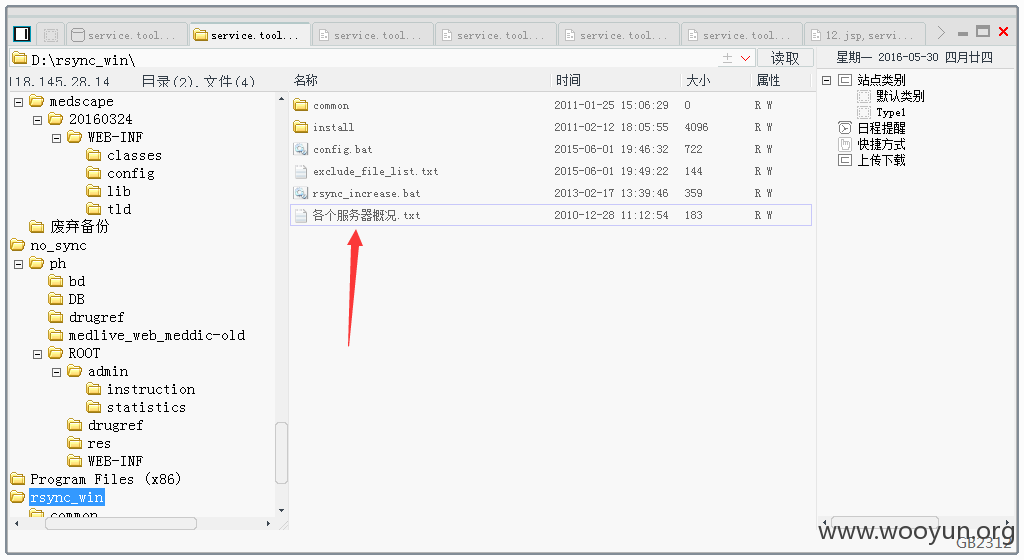 service.tool...
service.tool...
service.tool...
service.tool...
service.tool...
service.tool...
12.jsp,servi...
D:\rsync_win\
读取
星期一 2016-05-30 四月廿四
118.145.28.14
目录(2),文件(4)
名称
时间
大小
属性
medscape
20160324
WEB-INF
classes
config
lib
tld
废弃备份
no_sync
ph
bd
DB
drugref
medlive_web_meddic-old
ROOT
admin
instruction
statistics
drugref
res
WEB-INF
Program Files (x86)
rsync_win
common
common 2011-01-25 15:06:29 0 R W
install 2011-02-12 18:05:55 4096 R W
config.bat 2015-06-01 19:46:32 722 R W
exclude_file_list.txt 2015-06-01 19:49:22 144 R W
rsync_increase.bat 2013-02-17 13:39:46 359 R W
各个服务器概况.txt 2010-12-28 11:12:54 183 R W
站点类别
默认类别
Type1
日程提醒
快捷方式
上传下载
www.wooyun.org
GB2312